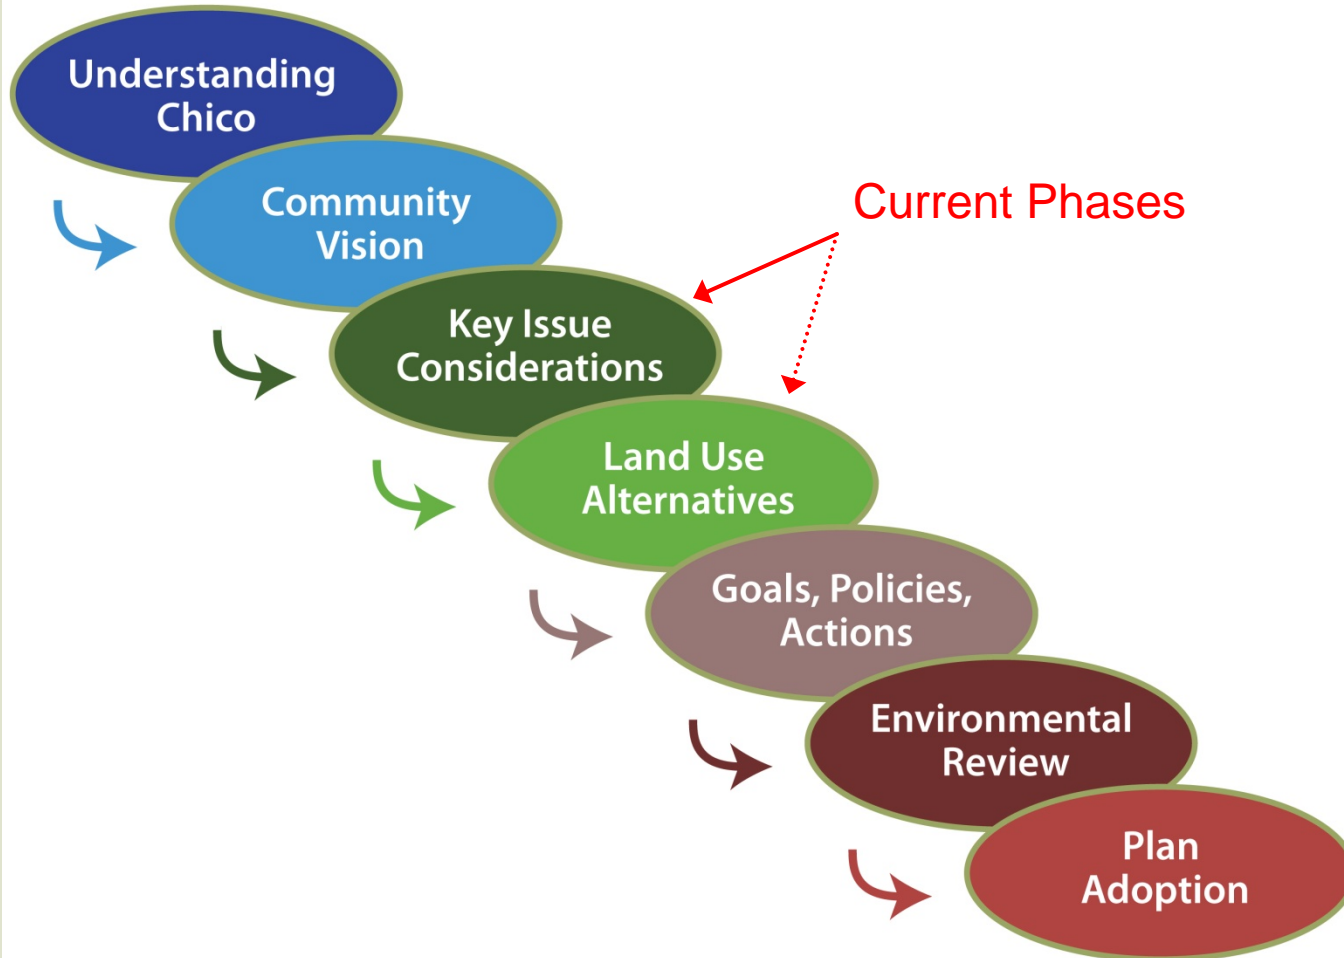 Understanding
Chico
Community
Vision
Current Phases
Key Issue
Considerations
Land Use
Alternatives
Goals, Policies,
Actions
Environmental
Review
Plan
Adoption